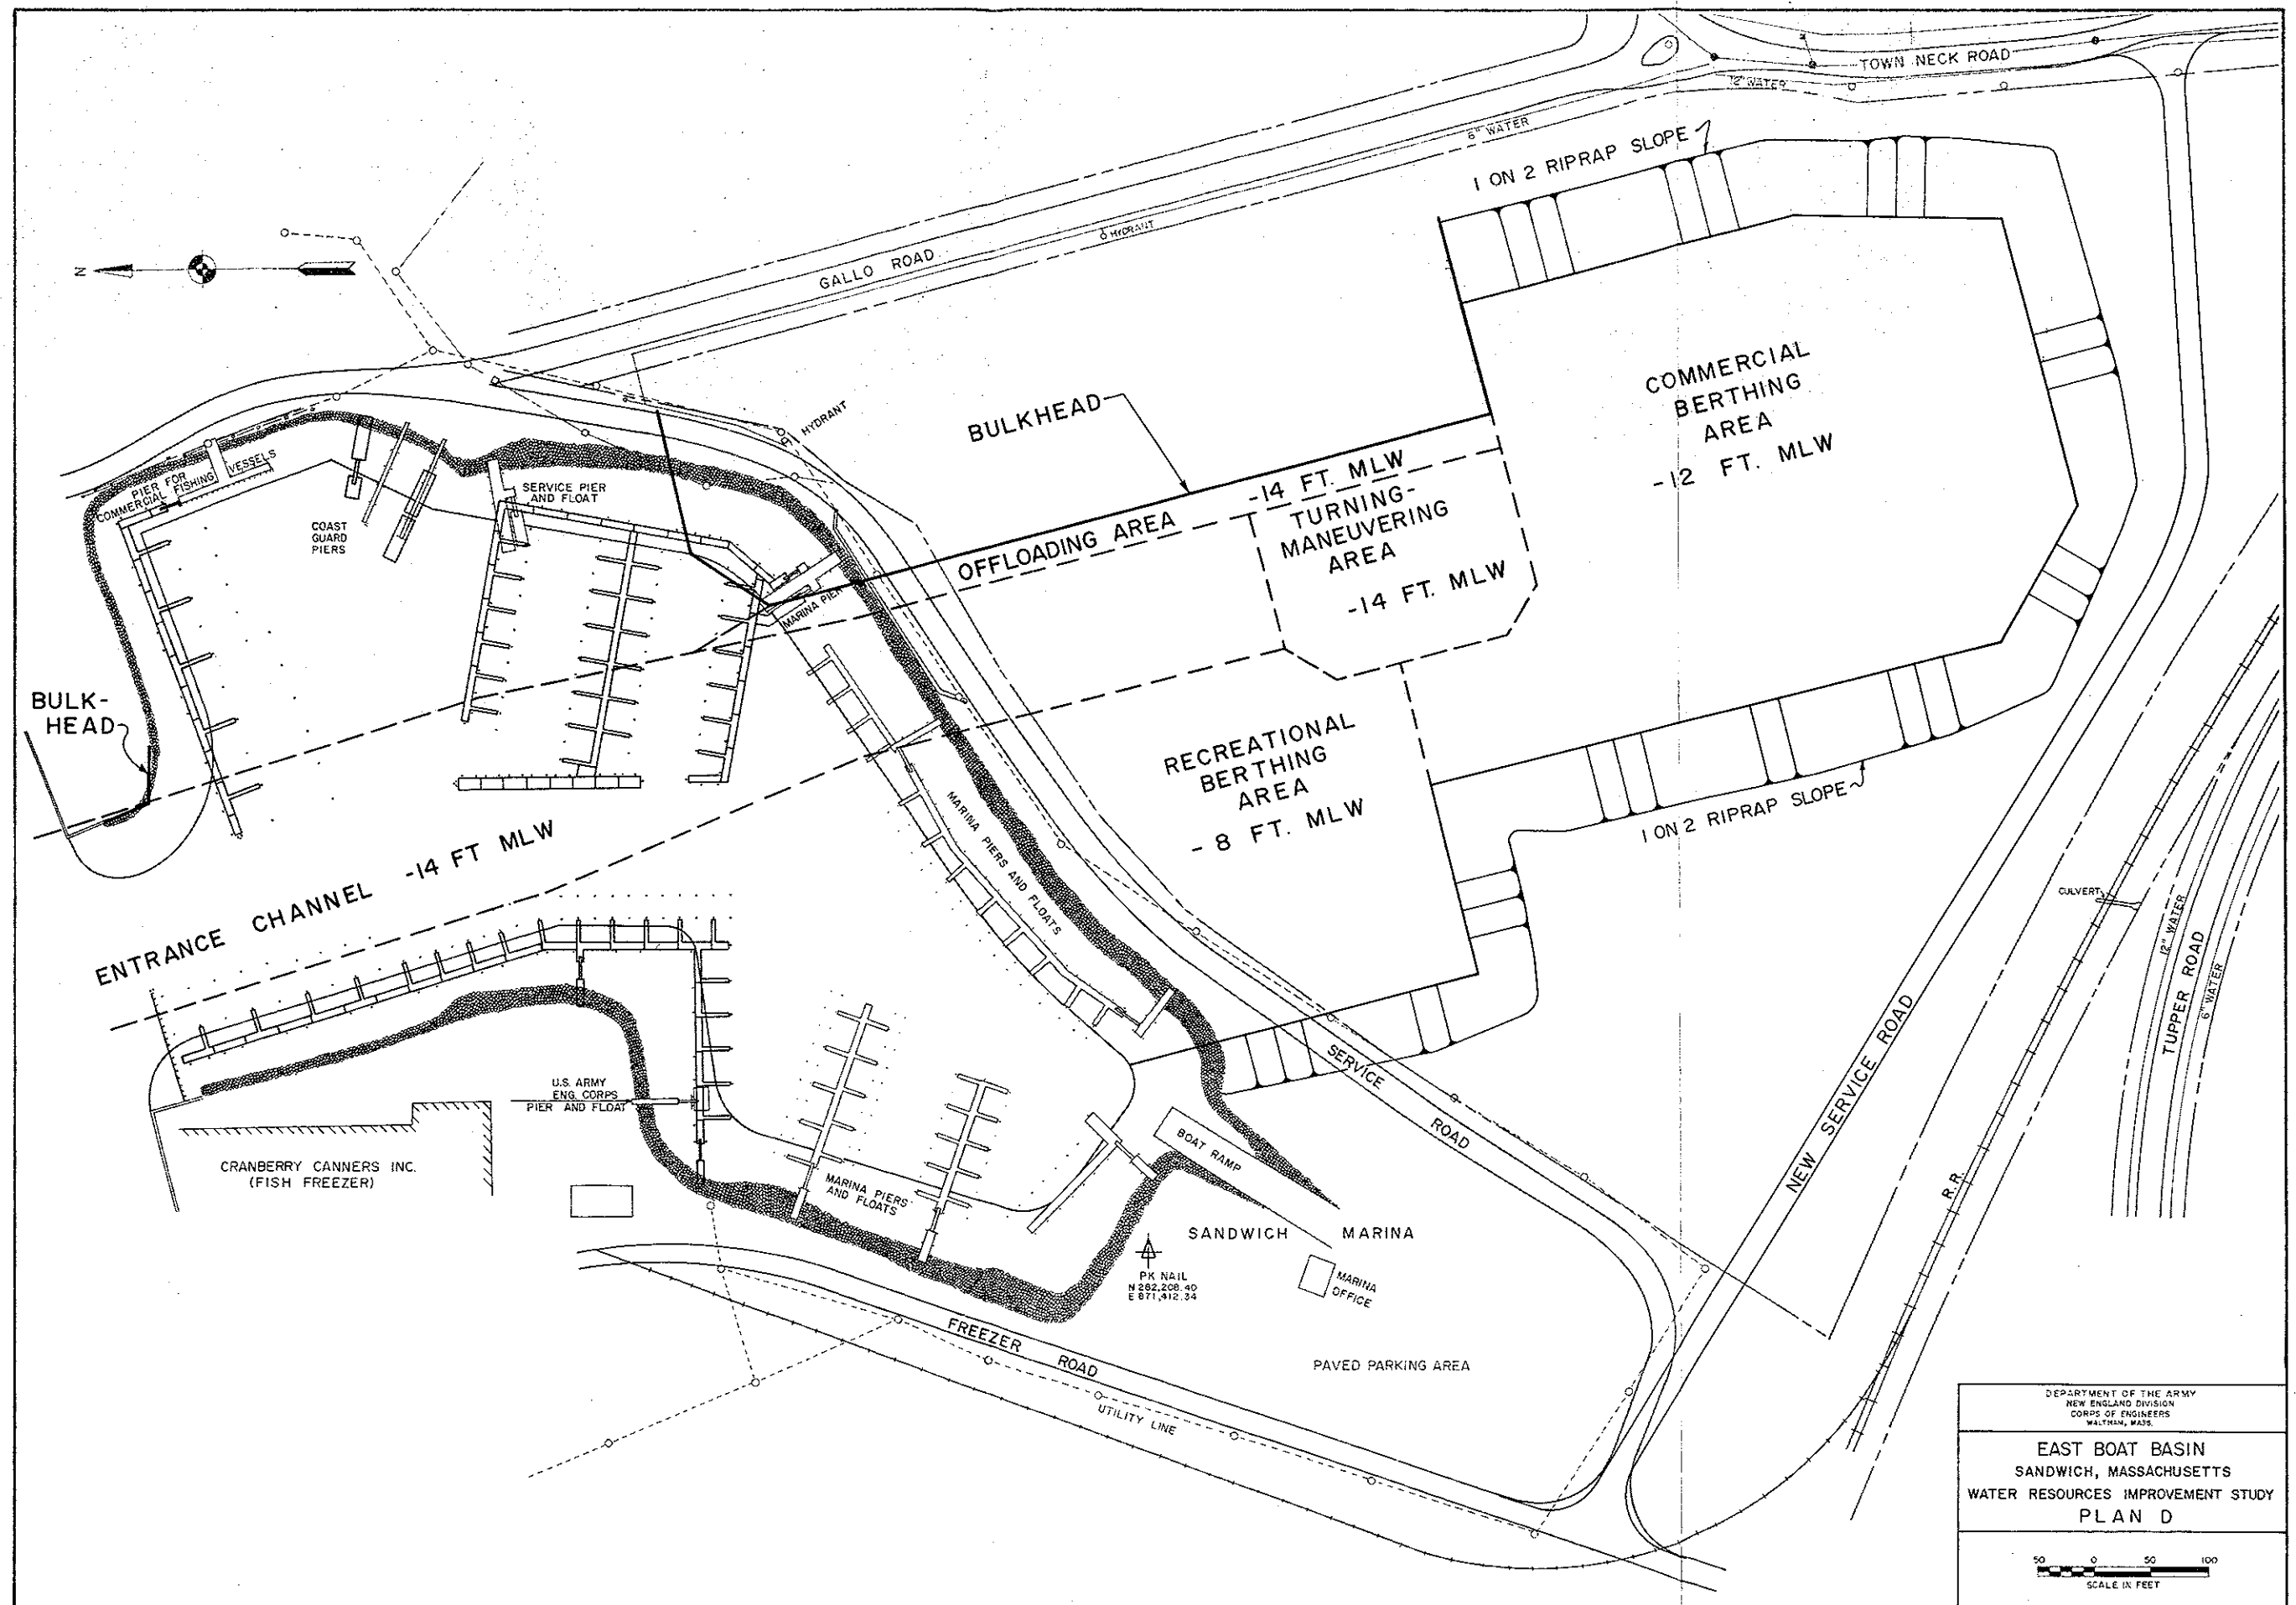 TOWN NECK ROAD
12" WATER
6" WATER
1 ON 2 RIPRAP SLOPE
HYDRANT
GALLO ROAD
N
COMMERCIAL
BERTHING
AREA
-12 FT. MLW
BULKHEAD
HYDRANT
-14 FT. MLW
TURNING-
MANEUVERING
AREA
-14 FT. MLW
OFFLOADING AREA
PIER FOR
COMMERCIAL FISHING VESSELS
SERVICE PIER
AND FLOAT
COAST
GUARD
PIERS
MARINA PIER
BULK-
HEAD
RECREATIONAL
BERTHING
AREA
- 8 FT. MLW
MARINA PIERS AND FLOATS
1 ON 2 RIPRAP SLOPE
ENTRANCE CHANNEL -14 FT MLW
CULVERT
12" WATER
TUPPER ROAD
6" WATER
NEW SERVICE ROAD
R.R.
SERVICE
ROAD
U.S. ARMY
ENG. CORPS
PIER AND FLOAT
CRANBERRY CANNERS INC.
(FISH FREEZER)
MARINA PIERS
AND FLOATS
BOAT RAMP
SANDWICH MARINA
PK NAIL
N 282,208.40
E 871,412.34
MARINA
OFFICE
FREEZER ROAD
PAVED PARKING AREA
UTILITY LINE
DEPARTMENT OF THE ARMY
NEW ENGLAND DIVISION
CORPS OF ENGINEERS
WALTHAM, MASS.
EAST BOAT BASIN
SANDWICH, MASSACHUSETTS
WATER RESOURCES IMPROVEMENT STUDY
PLAN D
50 0 50 100
SCALE IN FEET